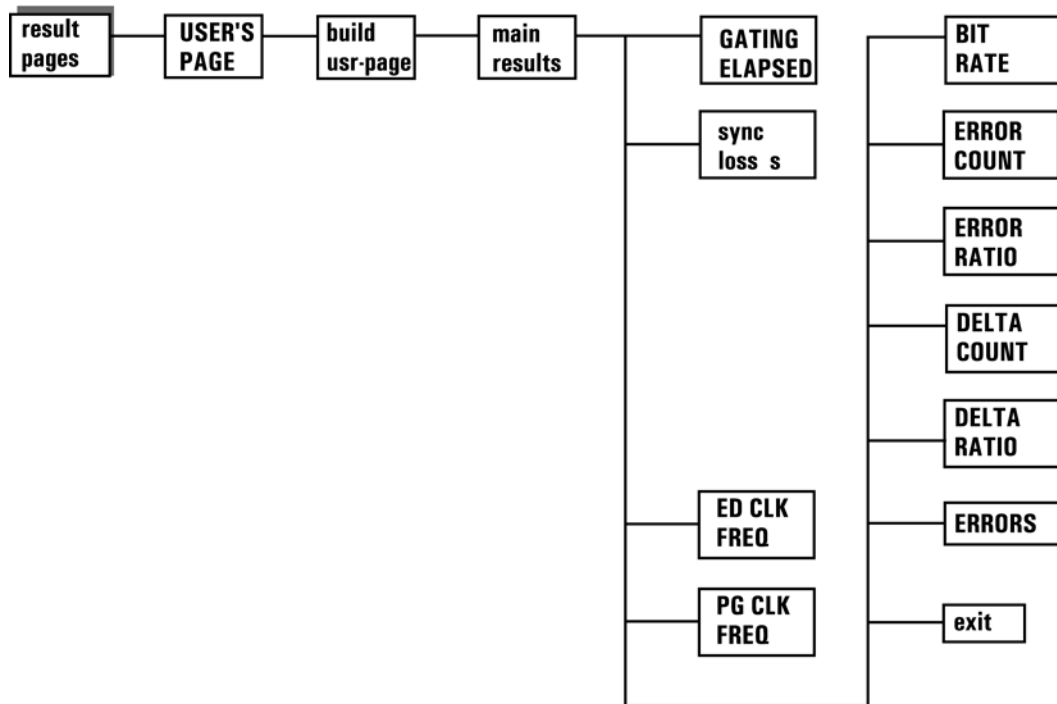 result
pages
USER'S
PAGE
build
usr-page
main
results
GATING
ELAPSED
sync
loss s
ED CLK
FREQ
PG CLK
FREQ
BIT
RATE
ERROR
COUNT
ERROR
RATIO
DELTA
COUNT
DELTA
RATIO
ERRORS
exit